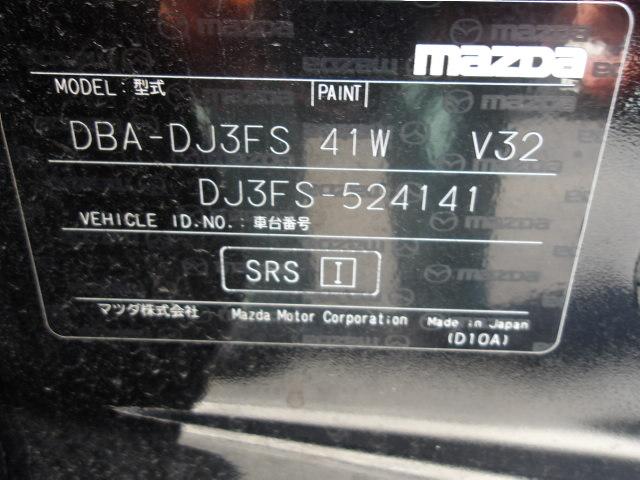 mazda
MODEL : 型式 PAINT
DBA-DJ3FS 41W V32
DJ3FS-524141
VEHICLE ID.NO. : 車台番号
SRS I
マツダ株式会社 Mazda Motor Corporation Made in Japan
(D10A)